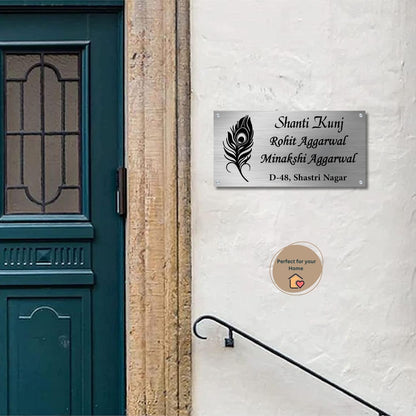 Shanti Kunj
Rohit Aggarwal
Minakshi Aggarwal
D-48, Shastri Nagar
Perfect for your
Home